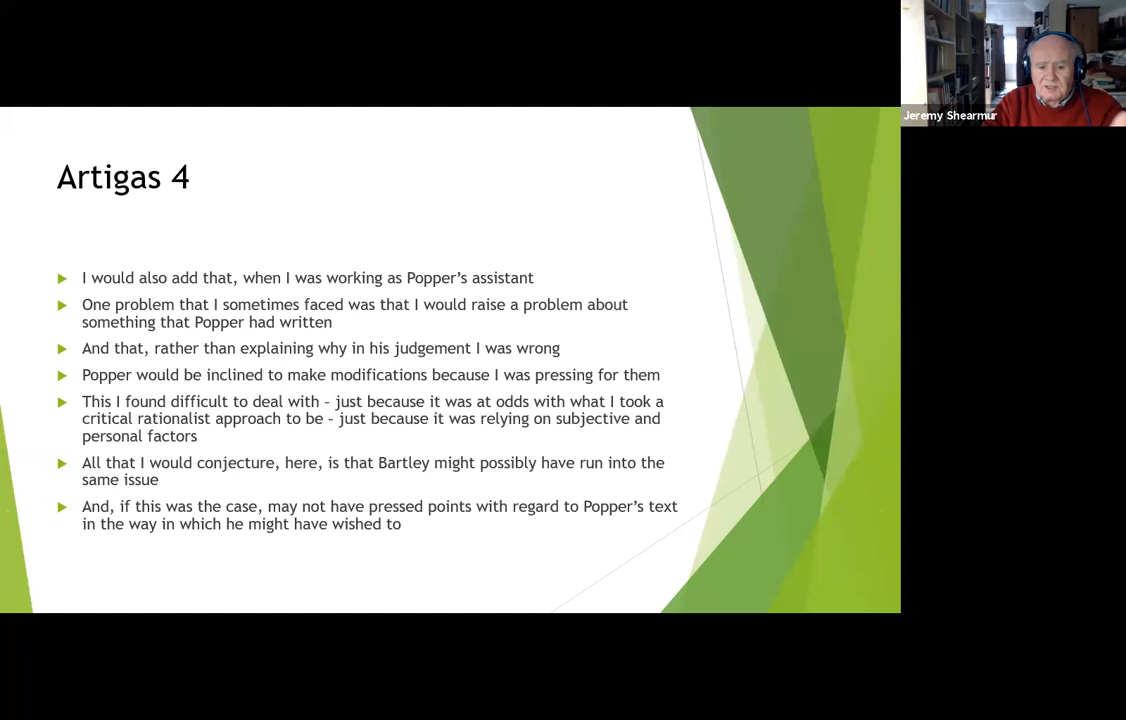 Jeremy Shearmur
Artigas 4
I would also add that, when I was working as Popper's assistant
One problem that I sometimes faced was that I would raise a problem about
something that Popper had written
And that, rather than explaining why in his judgement I was wrong
Popper would be inclined to make modifications because I was pressing for them
This I found difficult to deal with – just because it was at odds with what I took a
critical rationalist approach to be – just because it was relying on subjective and
personal factors
All that I would conjecture, here, is that Bartley might possibly have run into the
same issue
And, if this was the case, may not have pressed points with regard to Popper's text
in the way in which he might have wished to